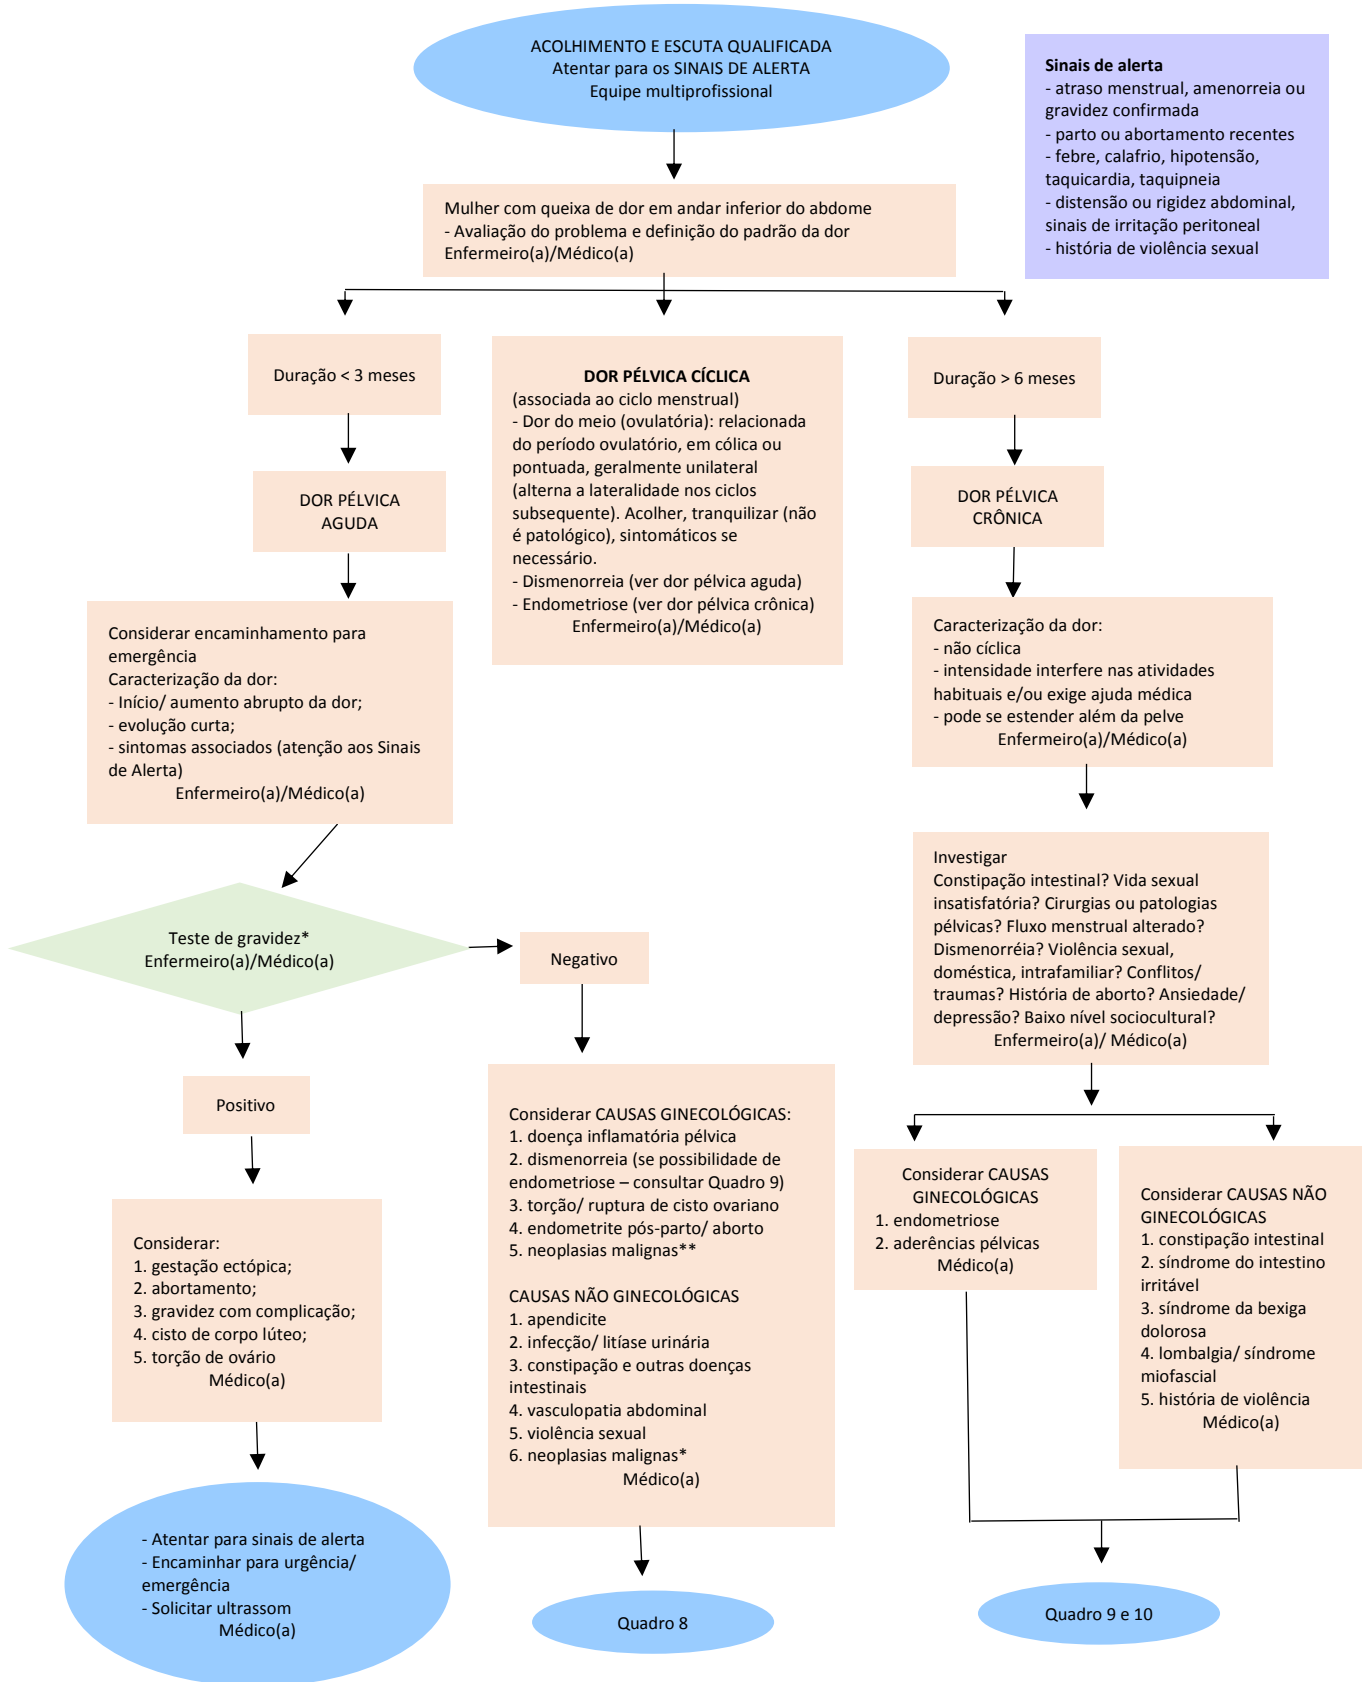 ACOLHIMENTO E ESCUTA QUALIFICADA
Atentar para os SINAIS DE ALERTA
Equipe multiprofissional
Sinais de alerta
- atraso menstrual, amenorreia ou
gravidez confirmada
- parto ou abortamento recentes
- febre, calafrio, hipotensão,
taquicardia, taquipneia
- distensão ou rigidez abdominal,
sinais de irritação peritoneal
- história de violência sexual
Mulher com queixa de dor em andar inferior do abdome
- Avaliação do problema e definição do padrão da dor
Enfermeiro(a)/Médico(a)
Duração < 3 meses
DOR PÉLVICA
AGUDA
Considerar encaminhamento para
emergência
Caracterização da dor:
- Início/ aumento abrupto da dor;
- evolução curta;
- sintomas associados (atenção aos Sinais
de Alerta)
Enfermeiro(a)/Médico(a)
DOR PÉLVICA CÍCLICA
(associada ao ciclo menstrual)
- Dor do meio (ovulatória): relacionada
do período ovulatório, em cólica ou
pontuada, geralmente unilateral
(alterna a lateralidade nos ciclos
subsequente). Acolher, tranquilizar (não
é patológico), sintomáticos se
necessário.
- Dismenorreia (ver dor pélvica aguda)
- Endometriose (ver dor pélvica crônica)
Enfermeiro(a)/Médico(a)
Duração > 6 meses
DOR PÉLVICA
CRÔNICA
Caracterização da dor:
- não cíclica
- intensidade interfere nas atividades
habituais e/ou exige ajuda médica
- pode se estender além da pelve
Enfermeiro(a)/Médico(a)
Investigar
Constipação intestinal? Vida sexual
insatisfatória? Cirurgias ou patologias
pélvicas? Fluxo menstrual alterado?
Dismenorréia? Violência sexual,
doméstica, intrafamiliar? Conflitos/
traumas? História de aborto? Ansiedade/
depressão? Baixo nível sociocultural?
Enfermeiro(a)/ Médico(a)
Teste de gravidez*
Enfermeiro(a)/Médico(a)
Negativo
Positivo
Considerar:
1. gestação ectópica;
2. abortamento;
3. gravidez com complicação;
4. cisto de corpo lúteo;
5. torção de ovário
Médico(a)
- Atentar para sinais de alerta
- Encaminhar para urgência/
emergência
- Solicitar ultrassom
Médico(a)
Considerar CAUSAS GINECOLÓGICAS:
1. doença inflamatória pélvica
2. dismenorreia (se possibilidade de
endometriose – consultar Quadro 9)
3. torção/ ruptura de cisto ovariano
4. endometrite pós-parto/ aborto
5. neoplasias malignas**
CAUSAS NÃO GINECOLÓGICAS
1. apendicite
2. infecção/ litíase urinária
3. constipação e outras doenças
intestinais
4. vasculopatia abdominal
5. violência sexual
6. neoplasias malignas*
Médico(a)
Quadro 8
Considerar CAUSAS
GINECOLÓGICAS
1. endometriose
2. aderências pélvicas
Médico(a)
Considerar CAUSAS NÃO
GINECOLÓGICAS
1. constipação intestinal
2. síndrome do intestino
irritável
3. síndrome da bexiga
dolorosa
4. lombalgia/ síndrome
miofascial
5. história de violência
Médico(a)
Quadro 9 e 10